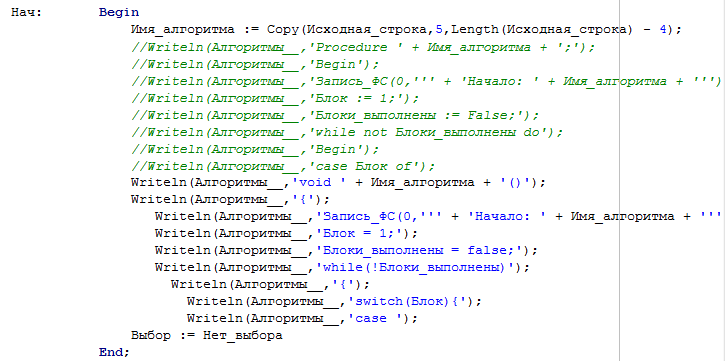 Нач: Begin
Имя_алгоритма := Copy(Исходная_строка,5,Length(Исходная_строка) - 4);
//Writeln(Алгоритмы__,'Procedure ' + Имя_алгоритма + ';');
//Writeln(Алгоритмы__,'Begin');
//Writeln(Алгоритмы__,'Запись_ФС(0,''' + 'Начало: ' + Имя_алгоритма + ''')
//Writeln(Алгоритмы__,'Блок := 1;');
//Writeln(Алгоритмы__,'Блоки_выполнены := False;');
//Writeln(Алгоритмы__,'while not Блоки_выполнены do');
//Writeln(Алгоритмы__,'Begin');
//Writeln(Алгоритмы__,'case Блок of');
Writeln(Алгоритмы__,'void ' + Имя_алгоритма + '()');
Writeln(Алгоритмы__,'{');
Writeln(Алгоритмы__,'Запись_ФС(0,''' + 'Начало: ' + Имя_алгоритма + '''
Writeln(Алгоритмы__,'Блок = 1;');
Writeln(Алгоритмы__,'Блоки_выполнены = false;');
Writeln(Алгоритмы__,'while(!Блоки_выполнены)');
Writeln(Алгоритмы__,'{');
Writeln(Алгоритмы__,'switch(Блок){');
Writeln(Алгоритмы__,'case ');
Выбор := Нет_выбора
End;